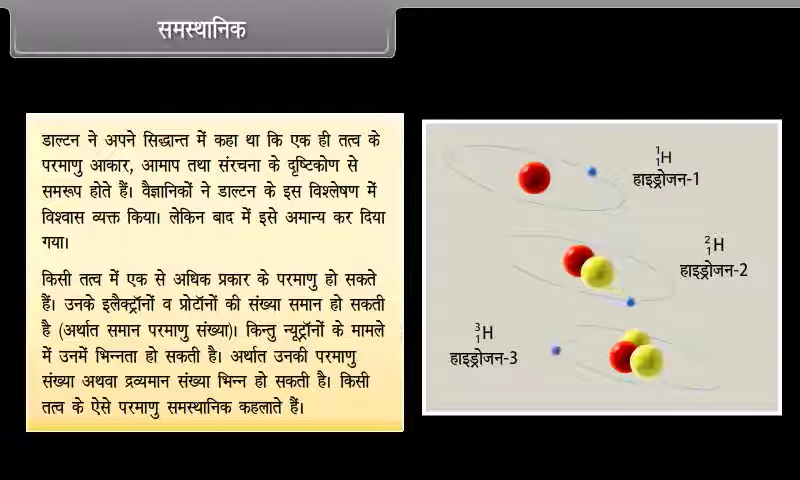 समस्थानिक
डाल्टन ने अपने सिद्धान्त में कहा था कि एक ही तत्व के
परमाणु आकार, आमाप तथा संरचना के दृष्टिकोण से
समरूप होते हैं। वैज्ञानिकों ने डाल्टन के इस विश्लेषण में
विश्वास व्यक्त किया। लेकिन बाद में इसे अमान्य कर दिया
गया।
किसी तत्व में एक से अधिक प्रकार के परमाणु हो सकते
हैं। उनके इलैक्ट्रॉनों व प्रोटॉनों की संख्या समान हो सकती
है (अर्थात समान परमाणु संख्या)। किन्तु न्यूट्रॉनों के मामले
में उनमें भिन्नता हो सकती है। अर्थात उनकी परमाणु
संख्या अथवा द्रव्यमान संख्या भिन्न हो सकती है। किसी
तत्व के ऐसे परमाणु समस्थानिक कहलाते हैं।
¹₁H
हाइड्रोजन-1
²₁H
हाइड्रोजन-2
³₁H
हाइड्रोजन-3